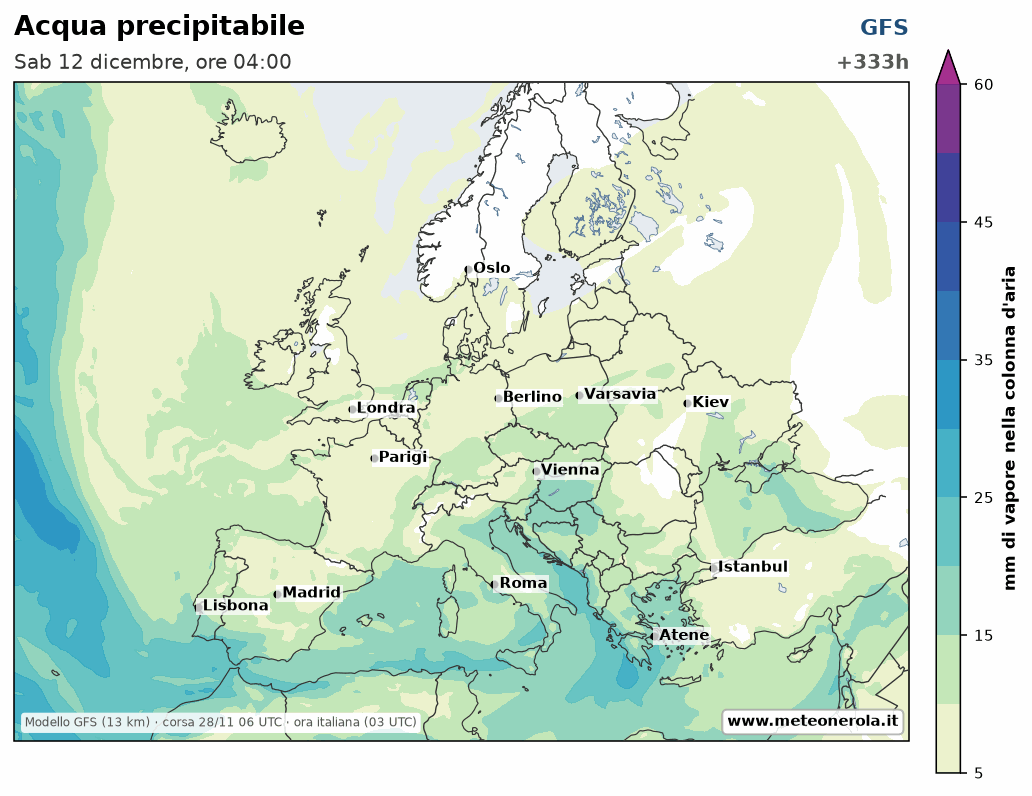 Acqua precipitabile
GFS
Sab 12 dicembre, ore 04:00
+333h
60
45
35
25
15
5
mm di vapore nella colonna d'aria
Oslo
Berlino
Varsavia
Londra
Kiev
Parigi
Vienna
Istanbul
Roma
Madrid
Lisbona
Atene
Modello GFS (13 km) · corsa 28/11 06 UTC · ora italiana (03 UTC)
www.meteonerola.it